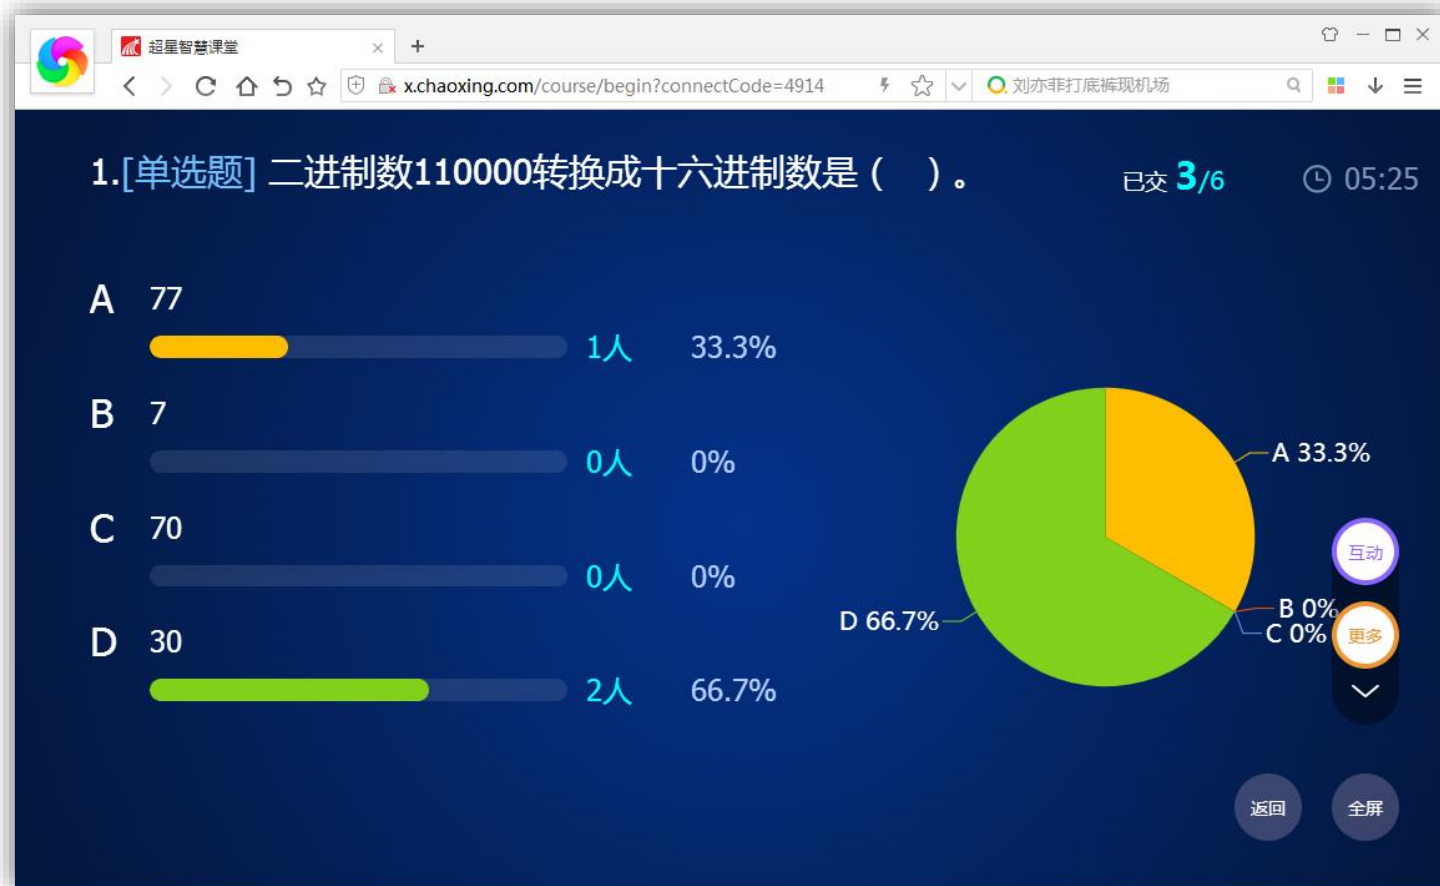 超星智慧课堂
x.chaoxing.com/course/begin?connectCode=4914
刘亦菲打底裤现机场
1.[单选题] 二进制数110000转换成十六进制数是（ ）。
已交 3/6
05:25
A 77
1人 33.3%
B 7
0人 0%
C 70
0人 0%
D 30
2人 66.7%
A 33.3%
B 0%
C 0%
D 66.7%
互动
更多
返回
全屏